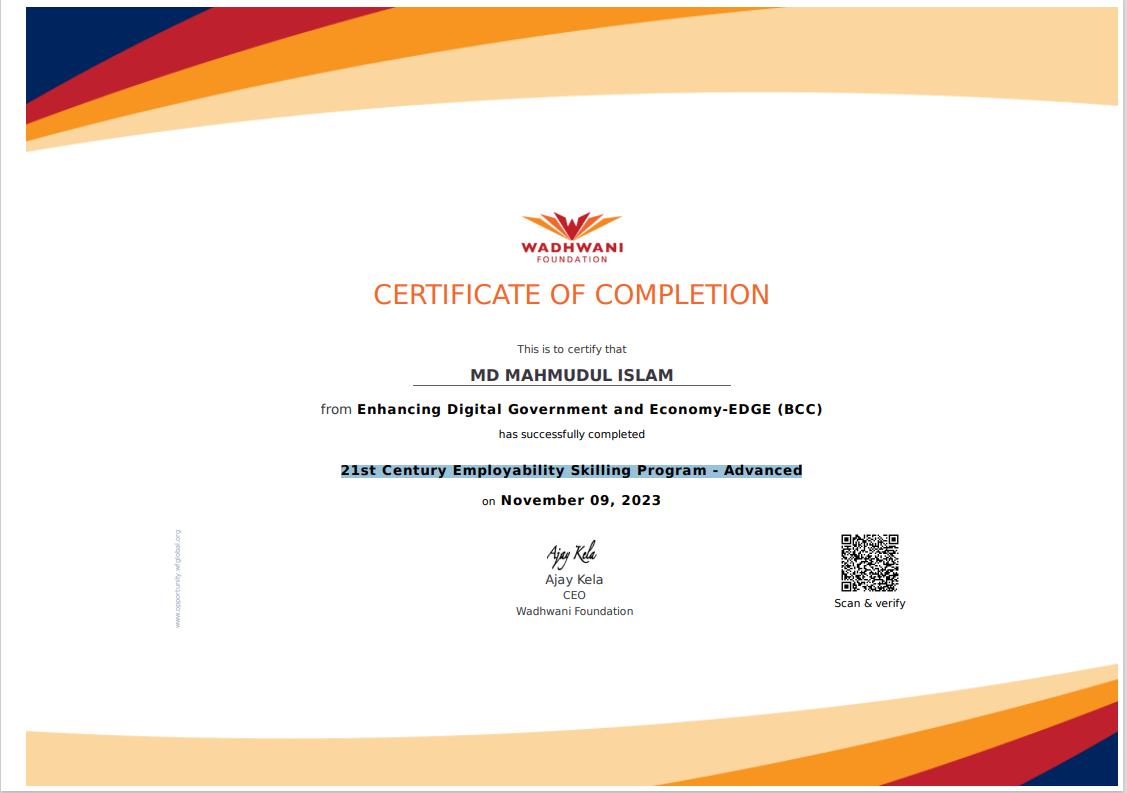 WADHWANI
FOUNDATION
CERTIFICATE OF COMPLETION
This is to certify that
MD MAHMUDUL ISLAM
from Enhancing Digital Government and Economy-EDGE (BCC)
has successfully completed
21st Century Employability Skilling Program - Advanced
on November 09, 2023
www.opportunity.wfglobal.org
Ajay Kela
Ajay Kela
CEO
Wadhwani Foundation
Scan & verify